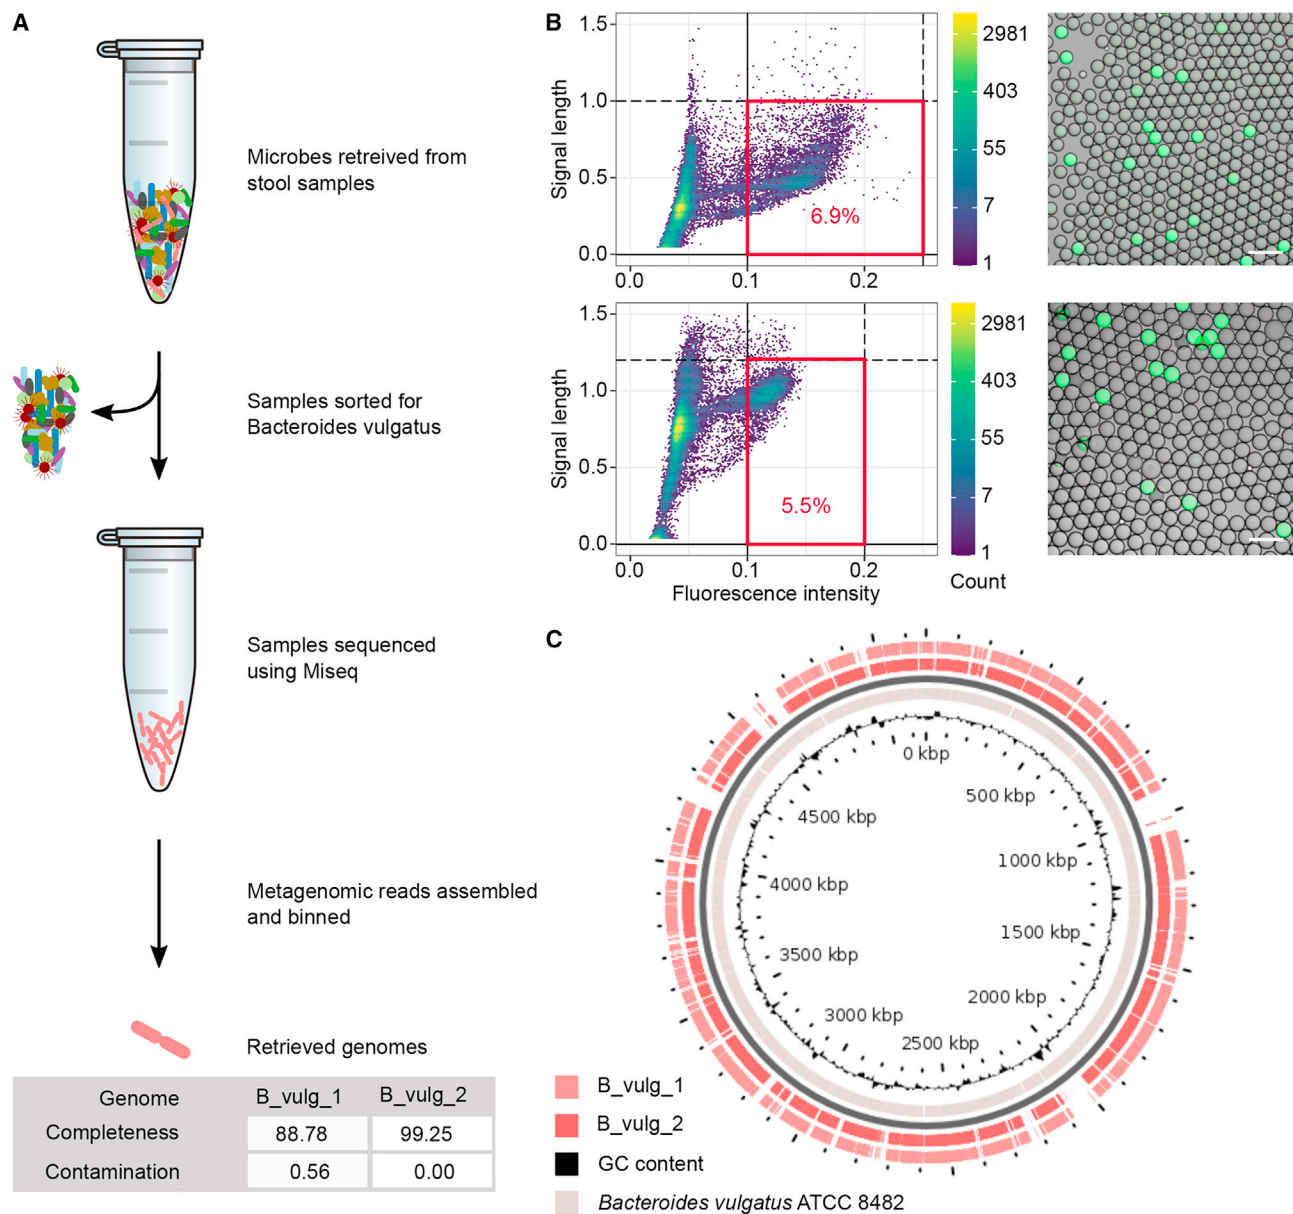 A
Microbes retreived from
stool samples
Samples sorted for
Bacteroides vulgatus
Samples sequenced
using Miseq
Metagenomic reads assembled
and binned
Retrieved genomes
Genome B_vulg_1 B_vulg_2
Completeness 88.78 99.25
Contamination 0.56 0.00
B
Signal length
1.5
1.0
0.5
0.0
0.0 0.1 0.2
6.9%
2981
403
55
7
1
Signal length
1.5
1.0
0.5
0.0
0.0 0.1 0.2
5.5%
Fluorescence intensity
2981
403
55
7
1
Count
C
0 kbp
500 kbp
1000 kbp
1500 kbp
2000 kbp
2500 kbp
3000 kbp
3500 kbp
4000 kbp
4500 kbp
B_vulg_1
B_vulg_2
GC content
Bacteroides vulgatus ATCC 8482